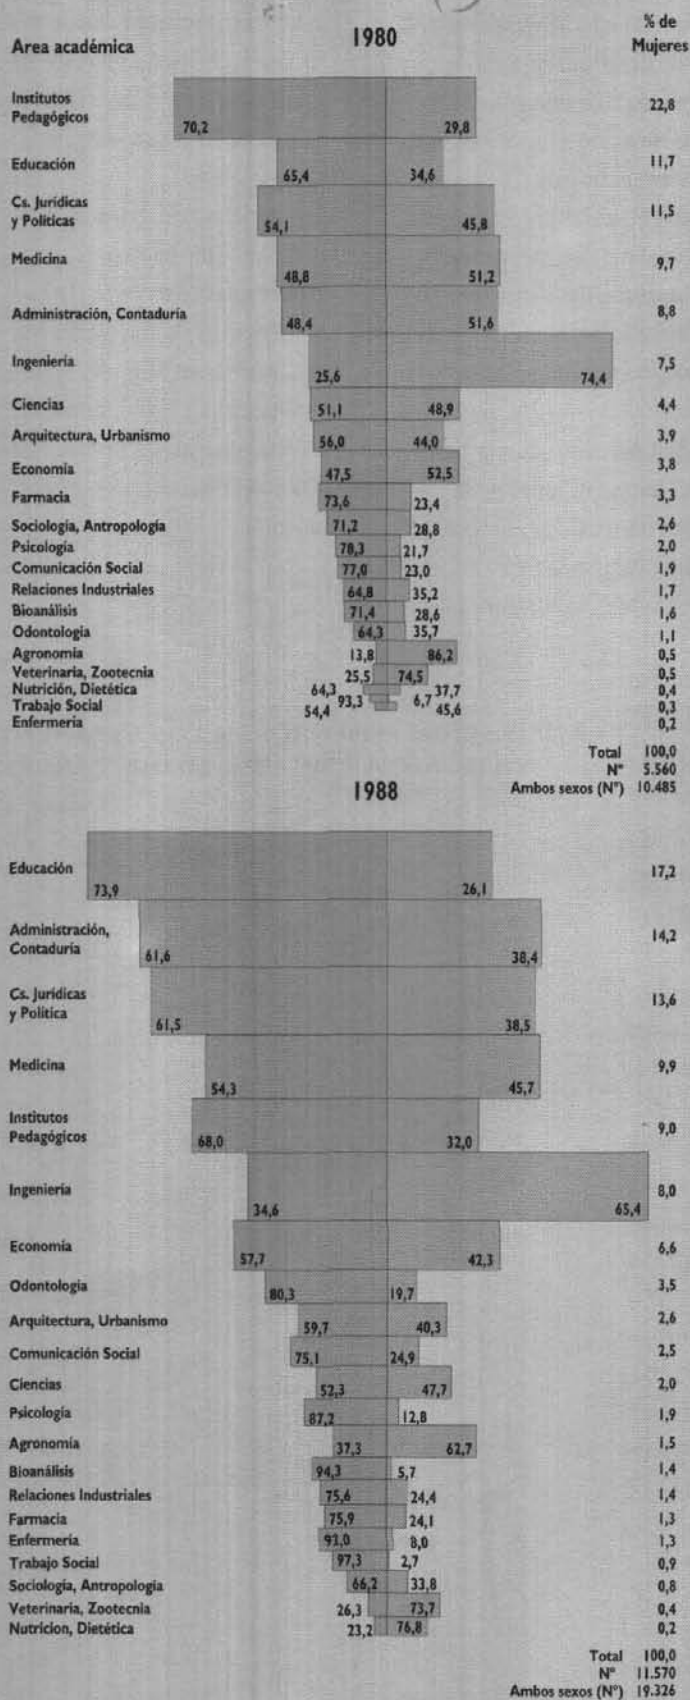 Area académica 1980 % de
Mujeres
Institutos
Pedagógicos 70,2 29,8 22,8
Educación 65,4 34,6 11,7
Cs. Jurídicas
y Políticas 54,1 45,8 11,5
Medicina 48,8 51,2 9,7
Administración, Contaduría 48,4 51,6 8,8
Ingeniería 25,6 74,4 7,5
Ciencias 51,1 48,9 4,4
Arquitectura, Urbanismo 56,0 44,0 3,9
Economía 47,5 52,5 3,8
Farmacia 73,6 23,4 3,3
Sociología, Antropología 71,2 28,8 2,6
Psicología 78,3 21,7 2,0
Comunicación Social 77,0 23,0 1,9
Relaciones Industriales 64,8 35,2 1,7
Bioanálisis 71,4 28,6 1,6
Odontología 64,3 35,7 1,1
Agronomía 13,8 86,2 0,5
Veterinaria, Zootecnia 25,5 74,5 0,5
Nutrición, Dietética 64,3 37,7 0,4
Trabajo Social 93,3 6,7 0,3
Enfermería 54,4 45,6 0,2
Total 100,0
N° 5.560
Ambos sexos (N°) 10.485
1988
Educación 73,9 26,1 17,2
Administración,
Contaduría 61,6 38,4 14,2
Cs. Jurídicas
y Política 61,5 38,5 13,6
Medicina 54,3 45,7 9,9
Institutos
Pedagógicos 68,0 32,0 9,0
Ingeniería 34,6 65,4 8,0
Economía 57,7 42,3 6,6
Odontología 80,3 19,7 3,5
Arquitectura, Urbanismo 59,7 40,3 2,6
Comunicación Social 75,1 24,9 2,5
Ciencias 52,3 47,7 2,0
Psicología 87,2 12,8 1,9
Agronomía 37,3 62,7 1,5
Bioanálisis 94,3 5,7 1,4
Relaciones Industriales 75,6 24,4 1,4
Farmacia 75,9 24,1 1,3
Enfermería 92,0 8,0 1,3
Trabajo Social 97,3 2,7 0,9
Sociología, Antropología 66,2 33,8 0,8
Veterinaria, Zootecnia 26,3 73,7 0,4
Nutricion, Dietética 23,2 76,8 0,2
Total 100,0
N° 11.570
Ambos sexos (N°) 19.326